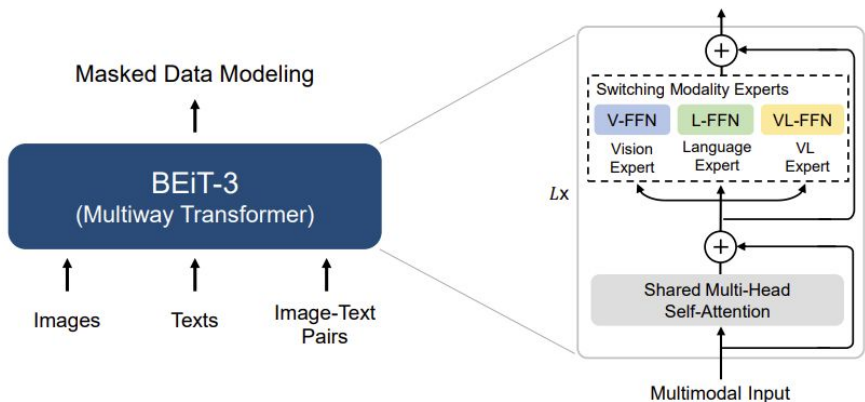 Masked Data Modeling
BEiT-3
(Multiway Transformer)
Images
Texts
Image-Text
Pairs
Switching Modality Experts
V-FFN
L-FFN
VL-FFN
Vision
Expert
Language
Expert
VL
Expert
Lx
Shared Multi-Head
Self-Attention
Multimodal Input